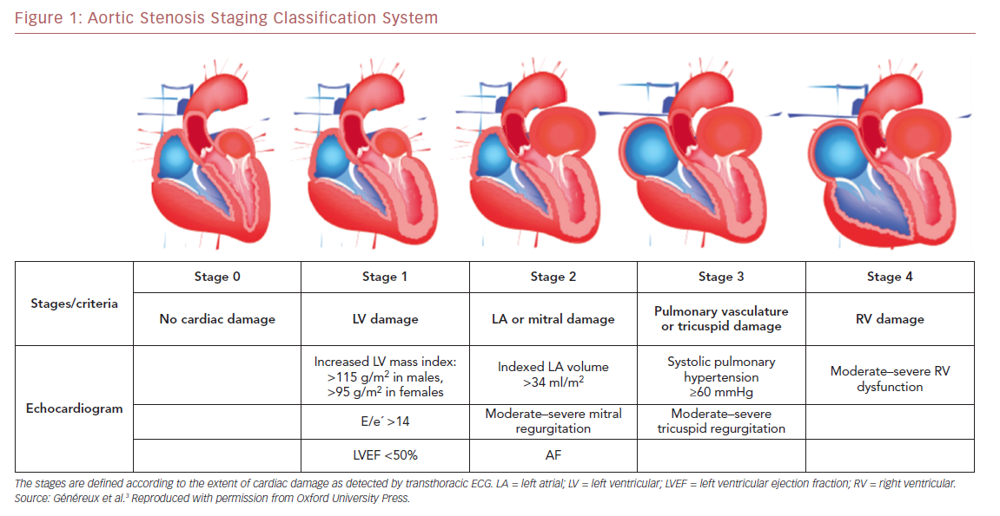 Figure 1: Aortic Stenosis Staging Classification System
Stages/criteria
Stage 0
Stage 1
Stage 2
Stage 3
Stage 4
No cardiac damage
LV damage
LA or mitral damage
Pulmonary vasculature
or tricuspid damage
RV damage
Echocardiogram
Increased LV mass index:
>115 g/m² in males,
>95 g/m² in females
Indexed LA volume
>34 ml/m²
Systolic pulmonary
hypertension
≥60 mmHg
Moderate–severe RV
dysfunction
E/e´ >14
Moderate–severe mitral
regurgitation
Moderate–severe
tricuspid regurgitation
LVEF <50%
AF
The stages are defined according to the extent of cardiac damage as detected by transthoracic ECG. LA = left atrial; LV = left ventricular; LVEF = left ventricular ejection fraction; RV = right ventricular.
Source: Généreux et al.³ Reproduced with permission from Oxford University Press.